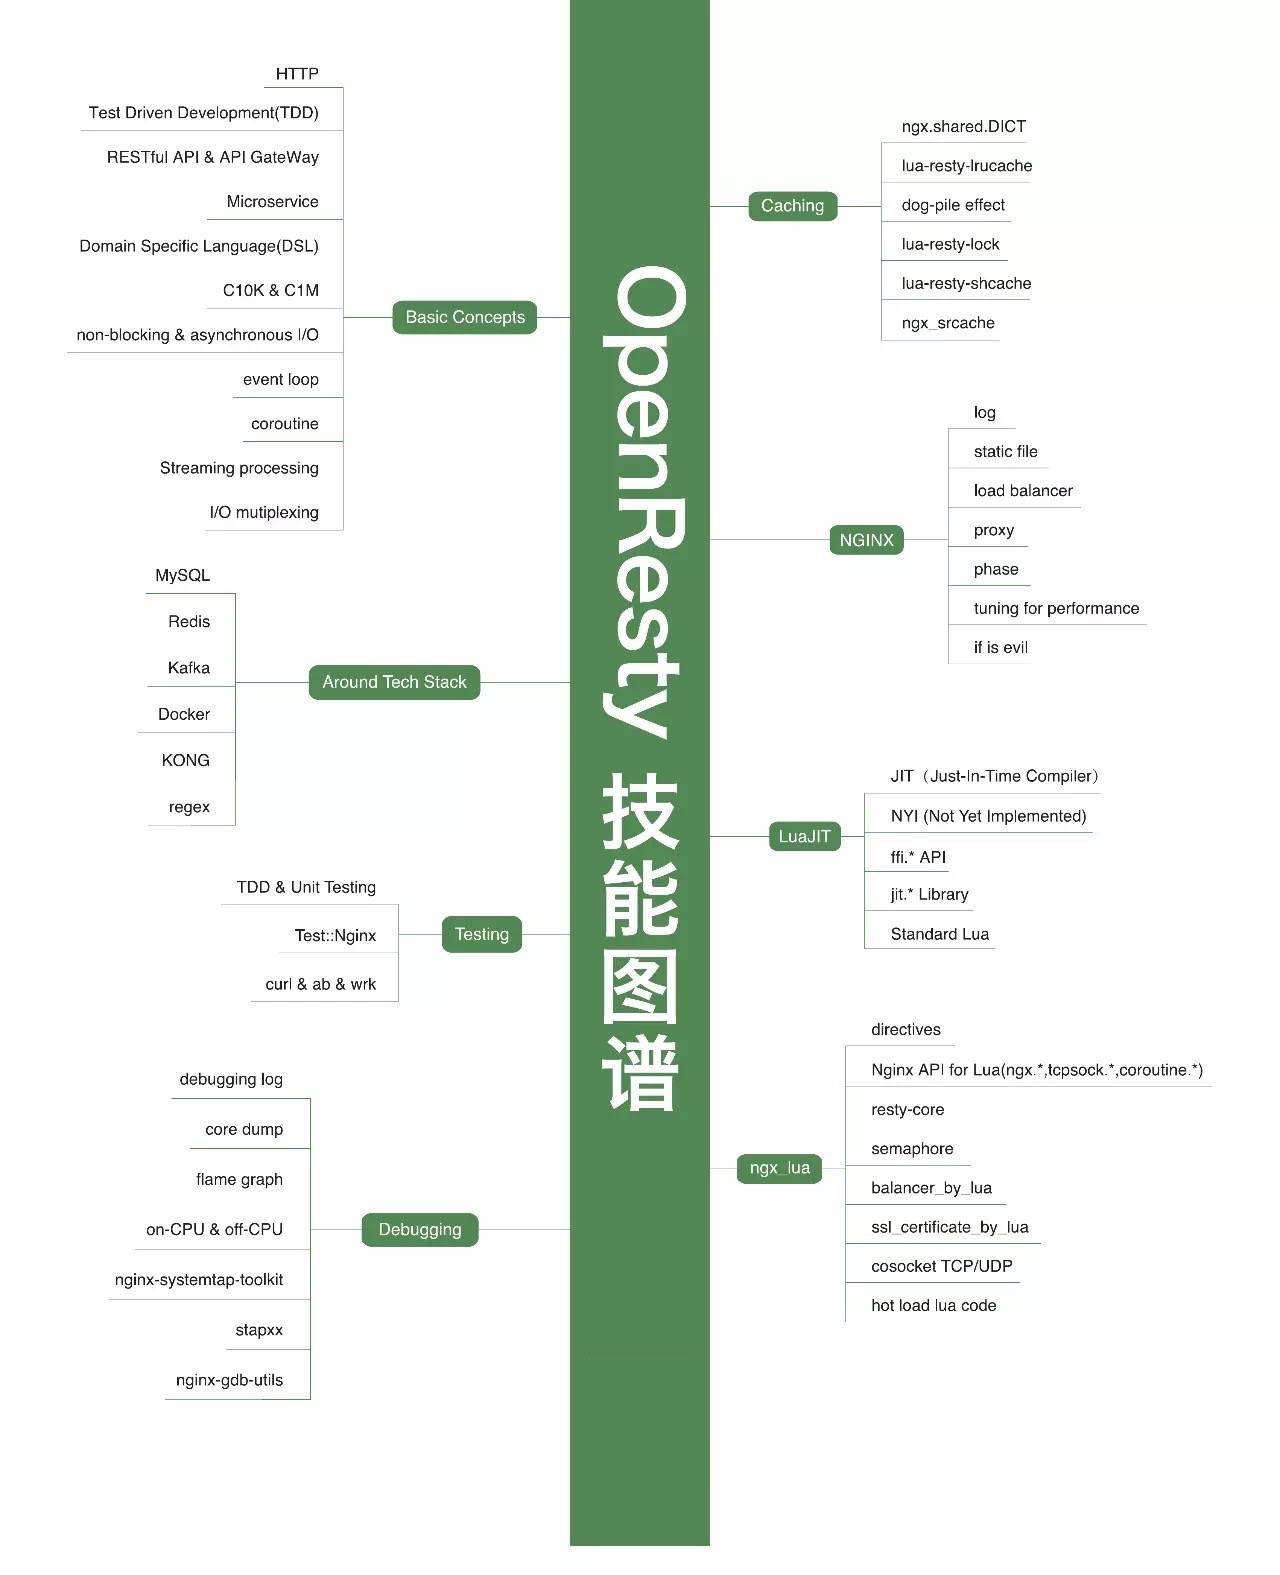 OpenResty 技能图谱
Basic Concepts
HTTP
Test Driven Development(TDD)
RESTful API & API GateWay
Microservice
Domain Specific Language(DSL)
C10K & C1M
non-blocking & asynchronous I/O
event loop
coroutine
Streaming processing
I/O mutiplexing
Around Tech Stack
MySQL
Redis
Kafka
Docker
KONG
regex
Testing
TDD & Unit Testing
Test::Nginx
curl & ab & wrk
Debugging
debugging log
core dump
flame graph
on-CPU & off-CPU
nginx-systemtap-toolkit
stapxx
nginx-gdb-utils
Caching
ngx.shared.DICT
lua-resty-lrucache
dog-pile effect
lua-resty-lock
lua-resty-shcache
ngx_srcache
NGINX
log
static file
load balancer
proxy
phase
tuning for performance
if is evil
LuaJIT
JIT（Just-In-Time Compiler）
NYI (Not Yet Implemented)
ffi.* API
jit.* Library
Standard Lua
ngx_lua
directives
Nginx API for Lua(ngx.*,tcpsock.*,coroutine.*)
resty-core
semaphore
balancer_by_lua
ssl_certificate_by_lua
cosocket TCP/UDP
hot load lua code